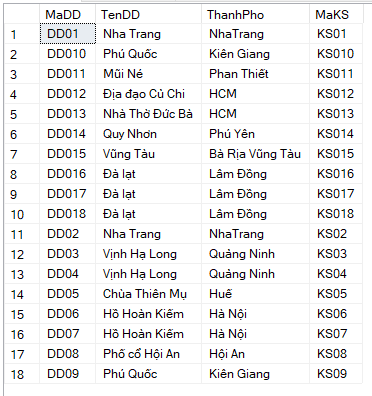 MaDD TenDD ThanhPho MaKS
1 DD01 Nha Trang NhaTrang KS01
2 DD010 Phú Quốc Kiên Giang KS010
3 DD011 Mũi Né Phan Thiết KS011
4 DD012 Địa đạo Củ Chi HCM KS012
5 DD013 Nhà Thờ Đức Bà HCM KS013
6 DD014 Quy Nhơn Phú Yên KS014
7 DD015 Vũng Tàu Bà Rịa Vũng Tàu KS015
8 DD016 Đà lạt Lâm Đồng KS016
9 DD017 Đà lạt Lâm Đồng KS017
10 DD018 Đà lạt Lâm Đồng KS018
11 DD02 Nha Trang NhaTrang KS02
12 DD03 Vịnh Hạ Long Quảng Ninh KS03
13 DD04 Vịnh Hạ Long Quảng Ninh KS04
14 DD05 Chùa Thiên Mụ Huế KS05
15 DD06 Hồ Hoàn Kiếm Hà Nội KS06
16 DD07 Hồ Hoàn Kiếm Hà Nội KS07
17 DD08 Phố cổ Hội An Hội An KS08
18 DD09 Phú Quốc Kiên Giang KS09